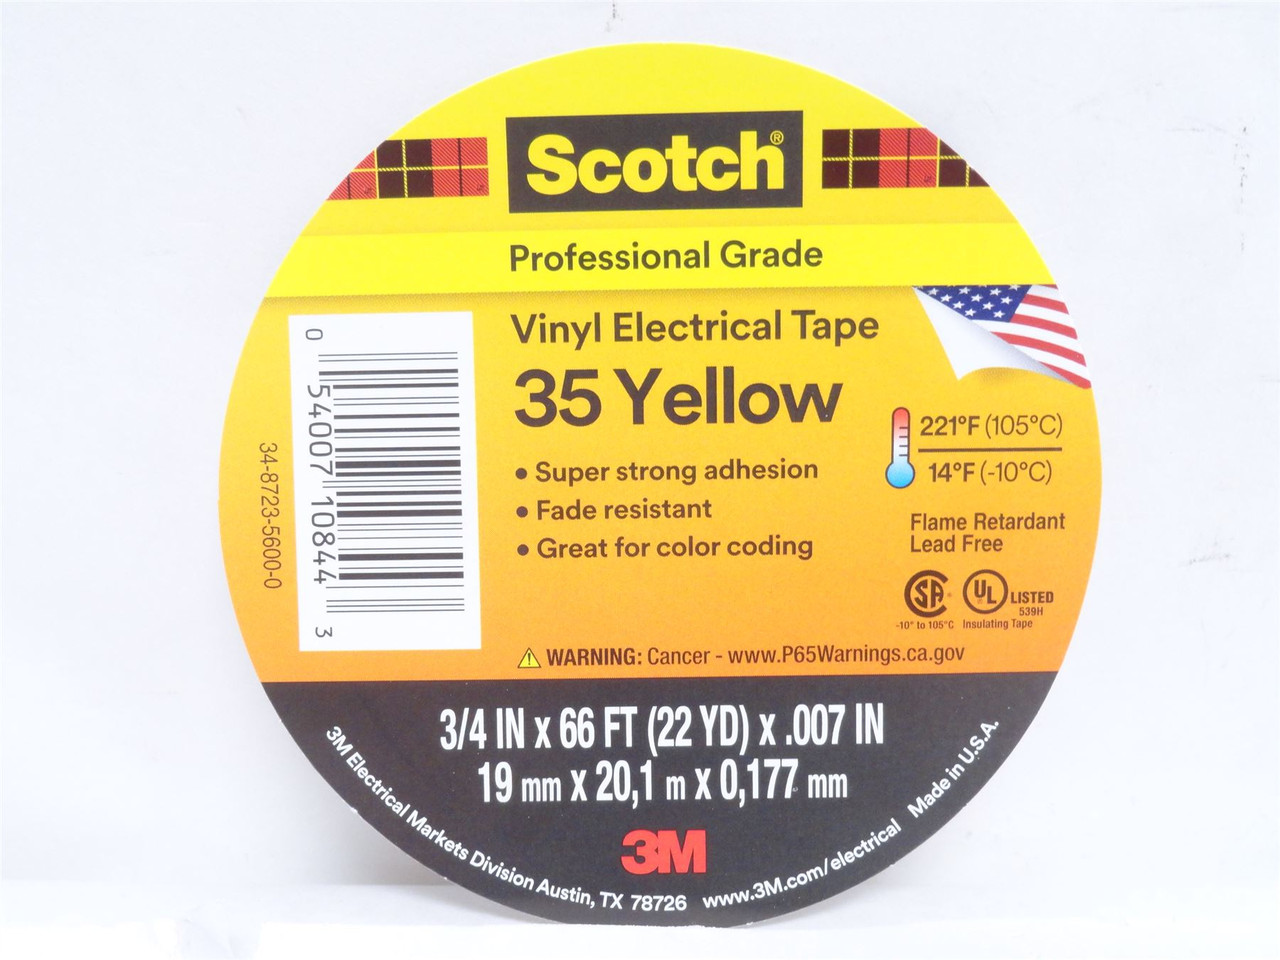 Scotch®
Professional Grade
Vinyl Electrical Tape
35 Yellow
• Super strong adhesion
• Fade resistant
• Great for color coding
221°F (105°C)
14°F (-10°C)
Flame Retardant
Lead Free
SA
-10° to 105°C
UL LISTED
539H
Insulating Tape
0 54007 10844 3
34-8723-5600-0
WARNING: Cancer - www.P65Warnings.ca.gov
3/4 IN x 66 FT (22 YD) x .007 IN
19 mm x 20,1 m x 0,177 mm
3M
3M Electrical Markets Division Austin, TX 78726 www.3M.com/electrical Made in U.S.A.